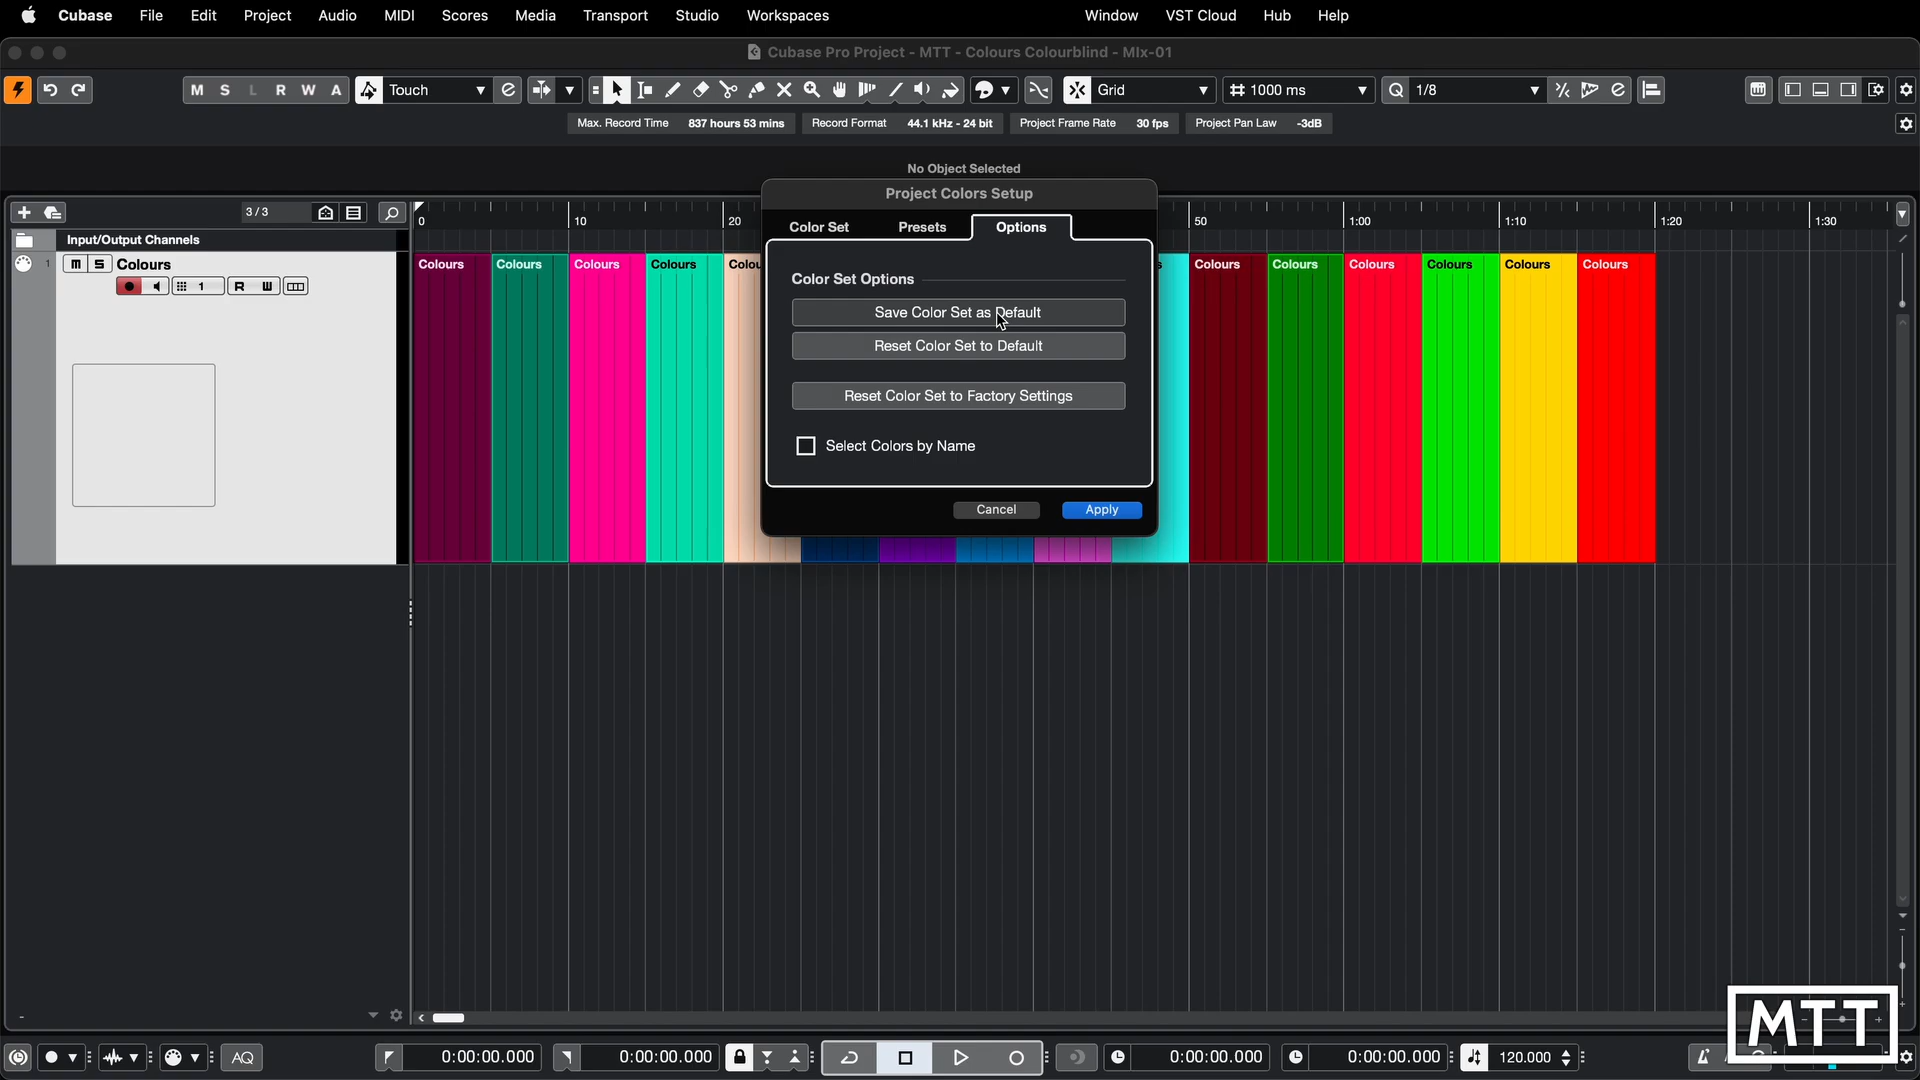 Cubase File Edit Project Audio MIDI Scores Media Transport Studio Workspaces Window VST Cloud Hub Help
Cubase Pro Project - MTT - Colours Colourblind - MIx-01
M S L R W A Touch Grid 1000 ms Q 1/8
Max. Record Time 837 hours 53 mins Record Format 44.1 kHz - 24 bit Project Frame Rate 30 fps Project Pan Law -3dB
No Object Selected
Project Colors Setup
3 / 3
0 10 20 50 1:00 1:10 1:20 1:30
Color Set Presets Options
Input/Output Channels
1 m S Colours
Colours Colours Colours Colours Colou s Colours Colours Colours Colours Colours Colours
1 R W
Color Set Options
Save Color Set as Default
Reset Color Set to Default
Reset Color Set to Factory Settings
Select Colors by Name
Cancel Apply
MTT
AQ 0:00:00.000 0:00:00.000 0:00:00.000 0:00:00.000 120.000